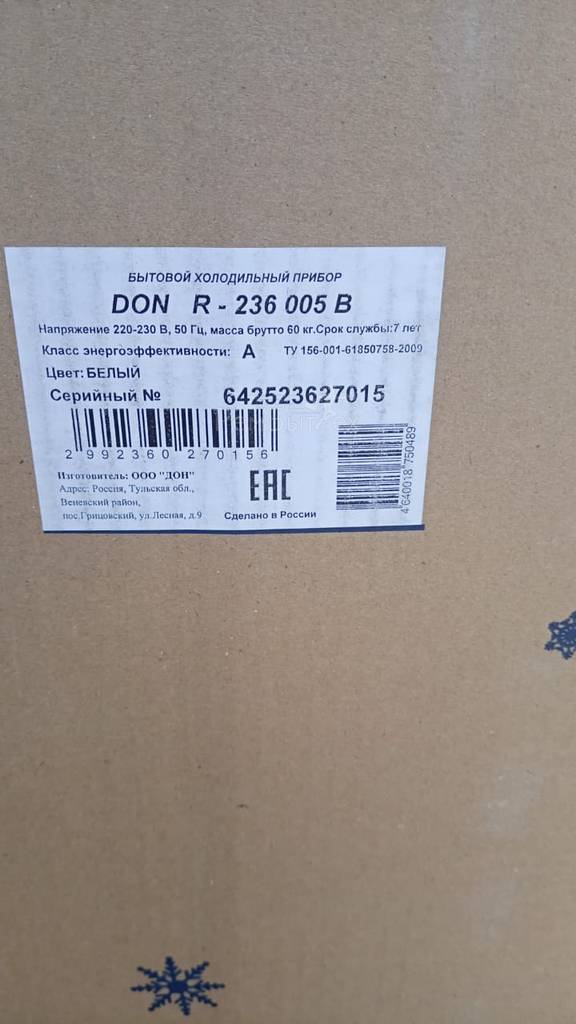 БЫТОВОЙ ХОЛОДИЛЬНЫЙ ПРИБОР
DON R - 236 005 B
Напряжение 220-230 В, 50 Гц, масса брутто 60 кг.Срок службы:7 лет
Класс энергоэффективности: А ТУ 156-001-61850758-2009
Цвет: БЕЛЫЙ
Серийный № 642523627015
2 992360 270156
4 640018 750489
Изготовитель: ООО "ДОН"
Адрес: Россия, Тульская обл.,
Веневский район,
пос.Грицовский, ул.Лесная, д.9
EAC
Сделано в России